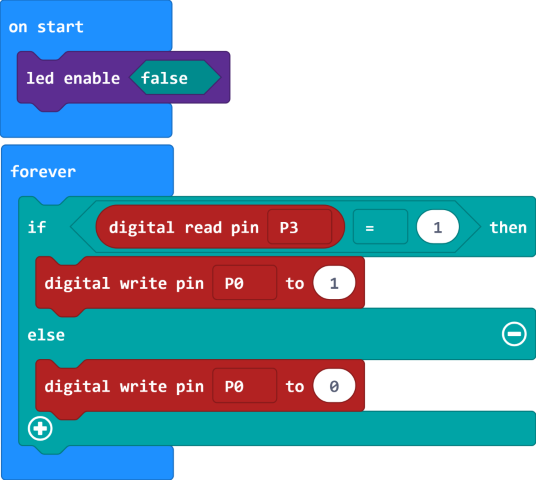 on start
led enable false
forever
if digital read pin P3 = 1 then
digital write pin P0 to 1
else
digital write pin P0 to 0